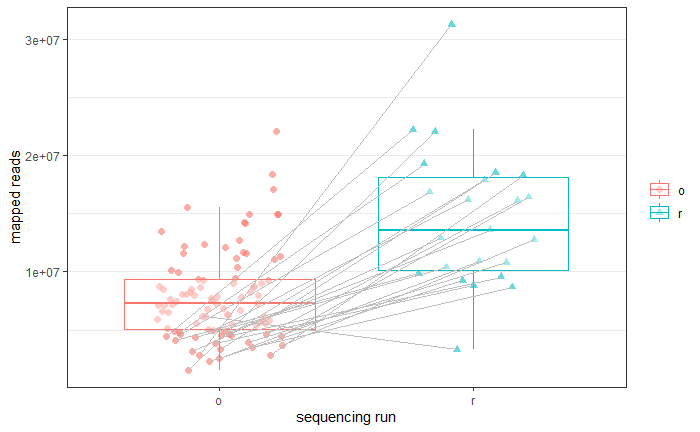 3e+07
2e+07
1e+07
mapped reads
o
r
sequencing run
o
r